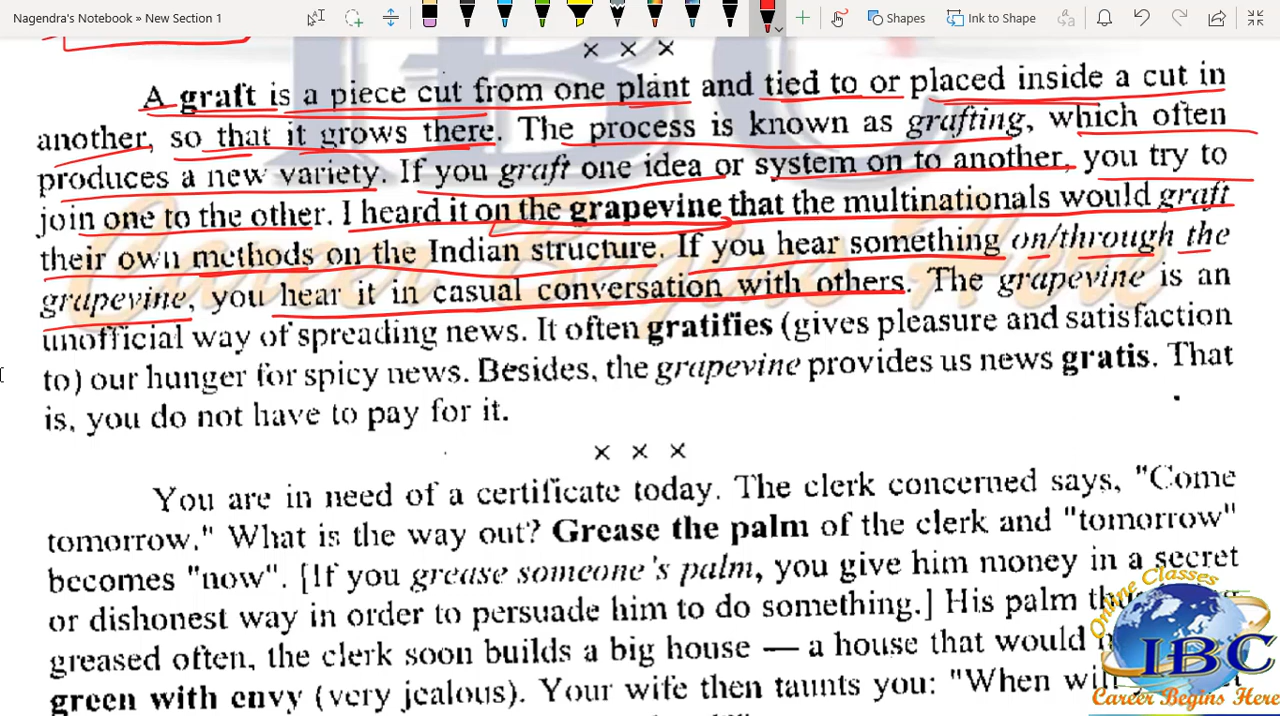 Nagendra's Notebook » New Section 1
Shapes
Ink to Shape
× × ×
A graft is a piece cut from one plant and tied to or placed inside a cut in
another, so that it grows there. The process is known as grafting, which often
produces a new variety. If you graft one idea or system on to another, you try to
join one to the other. I heard it on the grapevine that the multinationals would graft
their own methods on the Indian structure. If you hear something on/through the
grapevine, you hear it in casual conversation with others. The grapevine is an
unofficial way of spreading news. It often gratifies (gives pleasure and satisfaction
to) our hunger for spicy news. Besides, the grapevine provides us news gratis. That
is, you do not have to pay for it.
× × ×
You are in need of a certificate today. The clerk concerned says, "Come
tomorrow." What is the way out? Grease the palm of the clerk and "tomorrow"
becomes "now". [If you grease someone's palm, you give him money in a secret
or dishonest way in order to persuade him to do something.] His palm
greased often, the clerk soon builds a big house — a house that would
green with envy (very jealous). Your wife then taunts you: "When
Online Classes
IBC
Career Begins Here